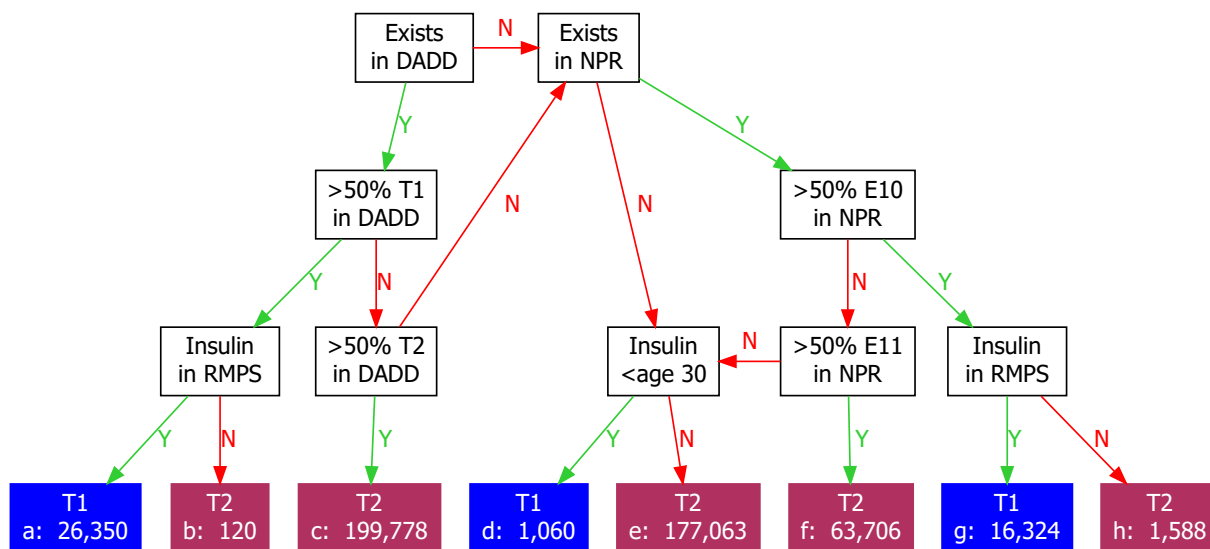 Exists
in DADD
N
Exists
in NPR
Y
Y
>50% T1
in DADD
N
N
>50% E10
in NPR
Y
N
N
Y
Insulin
in RMPS
>50% T2
in DADD
Insulin
<age 30
N
>50% E11
in NPR
Insulin
in RMPS
Y
N
Y
Y
N
Y
Y
N
T1
a: 26,350
T2
b: 120
T2
c: 199,778
T1
d: 1,060
T2
e: 177,063
T2
f: 63,706
T1
g: 16,324
T2
h: 1,588